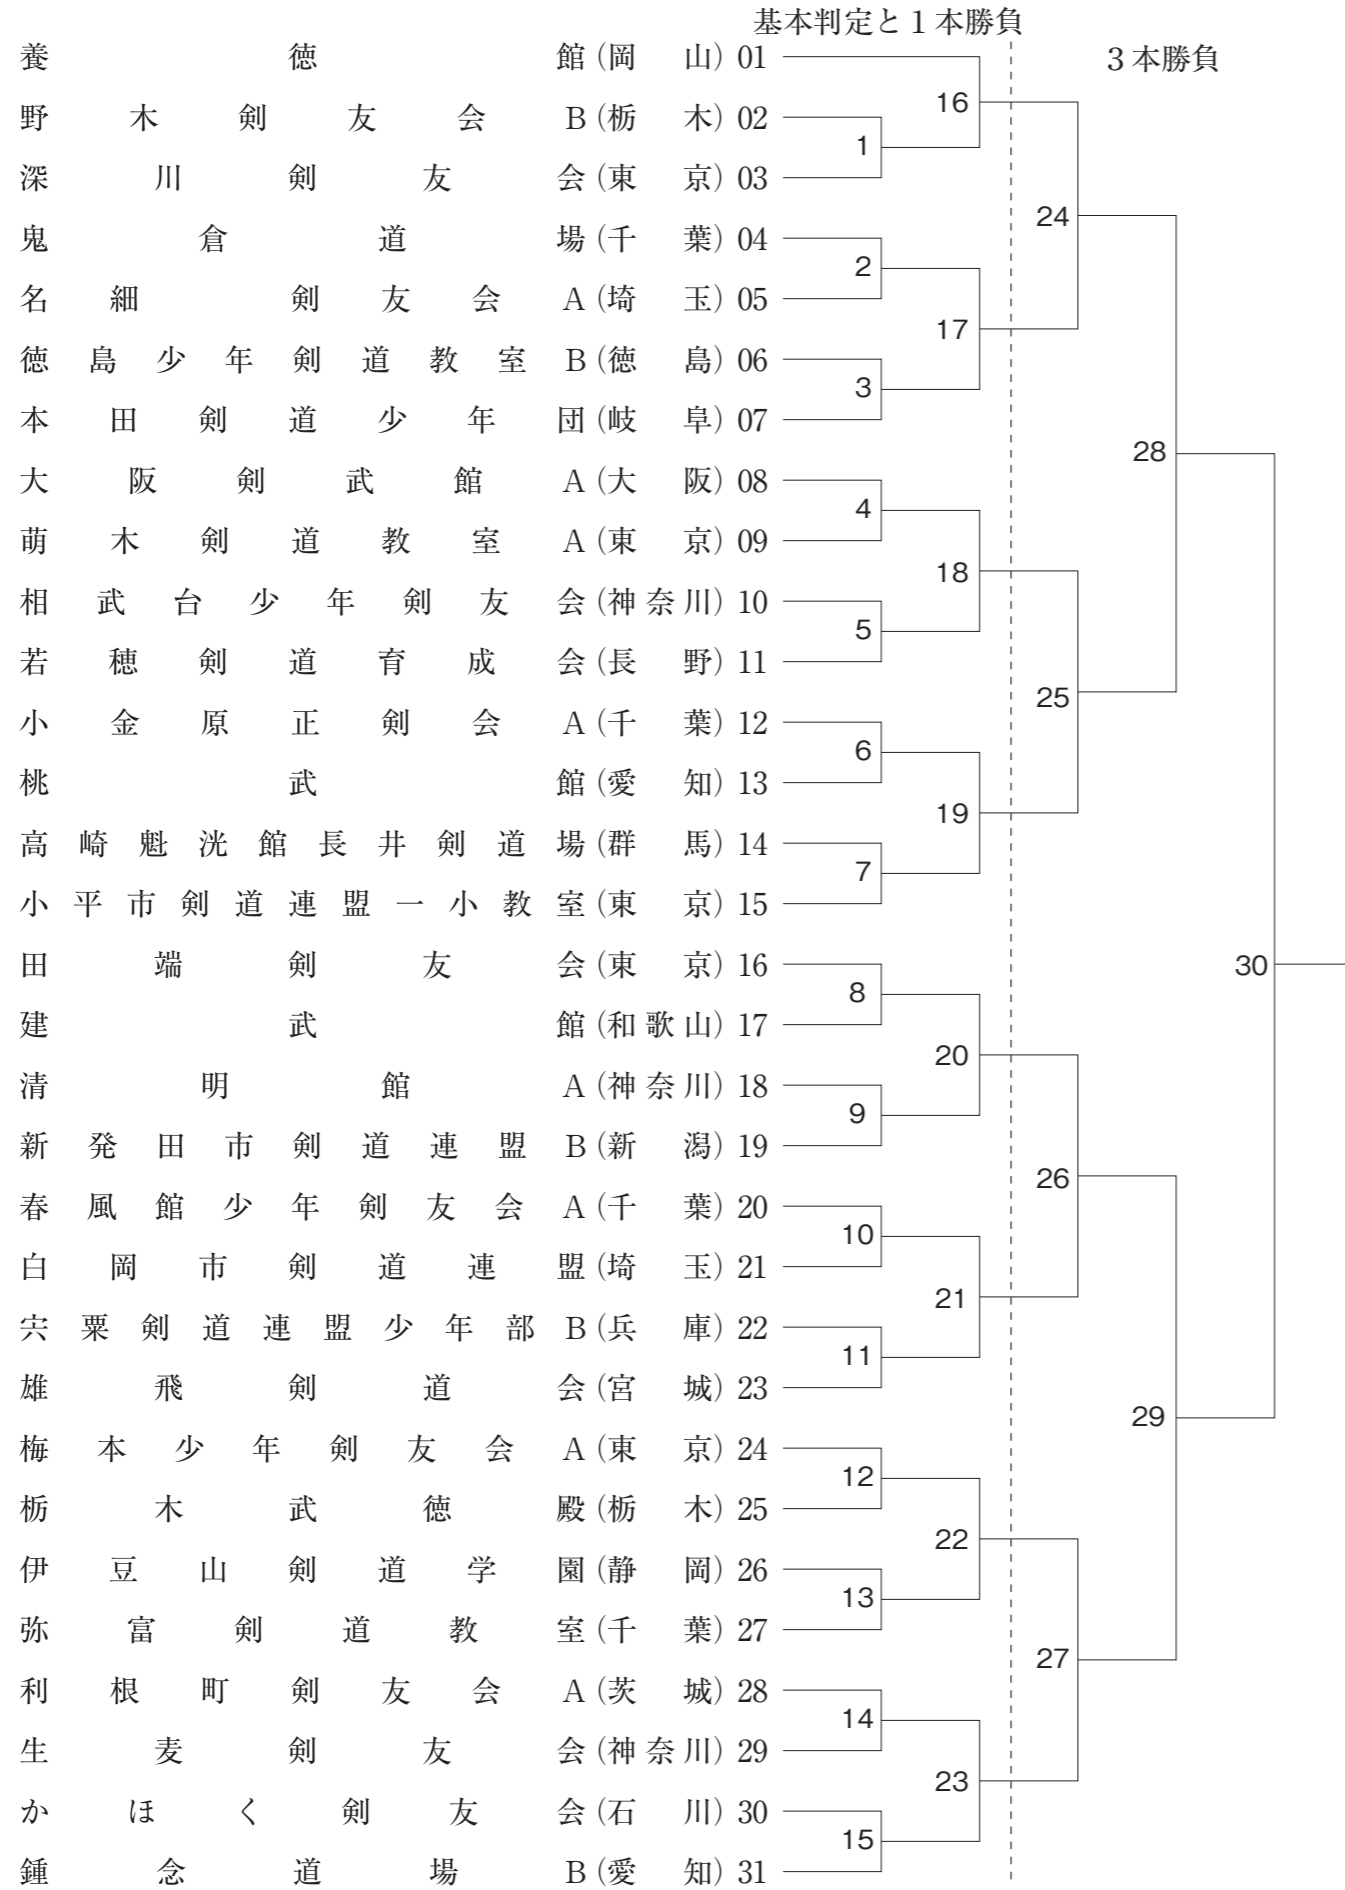 基本判定と１本勝負
３本勝負
養徳館(岡山) 01
野木剣友会B(栃木) 02
深川剣友会(東京) 03
鬼倉道場(千葉) 04
名細 剣友会A(埼玉) 05
徳島少年剣道教室B(徳島) 06
本田剣道少年団(岐阜) 07
大阪剣武館A(大阪) 08
萌木剣道教室A(東京) 09
相武台少年剣友会(神奈川) 10
若穂剣道育成会(長野) 11
小金原正剣会A(千葉) 12
桃武館(愛知) 13
高崎魁洸館長井剣道場(群馬) 14
小平市剣道連盟一小教室(東京) 15
田端剣友会(東京) 16
建武館(和歌山) 17
清明館A(神奈川) 18
新発田市剣道連盟B(新潟) 19
春風館少年剣友会A(千葉) 20
白岡市剣道連盟(埼玉) 21
宍粟剣道連盟少年部B(兵庫) 22
雄飛剣道会(宮城) 23
梅本少年剣友会A(東京) 24
栃木武徳殿(栃木) 25
伊豆山剣道学園(静岡) 26
弥富剣道教室(千葉) 27
利根町剣友会A(茨城) 28
生麦剣友会(神奈川) 29
かほく剣友会(石川) 30
鍾念道場B(愛知) 31
1
2
3
4
5
6
7
8
9
10
11
12
13
14
15
16
17
18
19
20
21
22
23
24
25
26
27
28
29
30